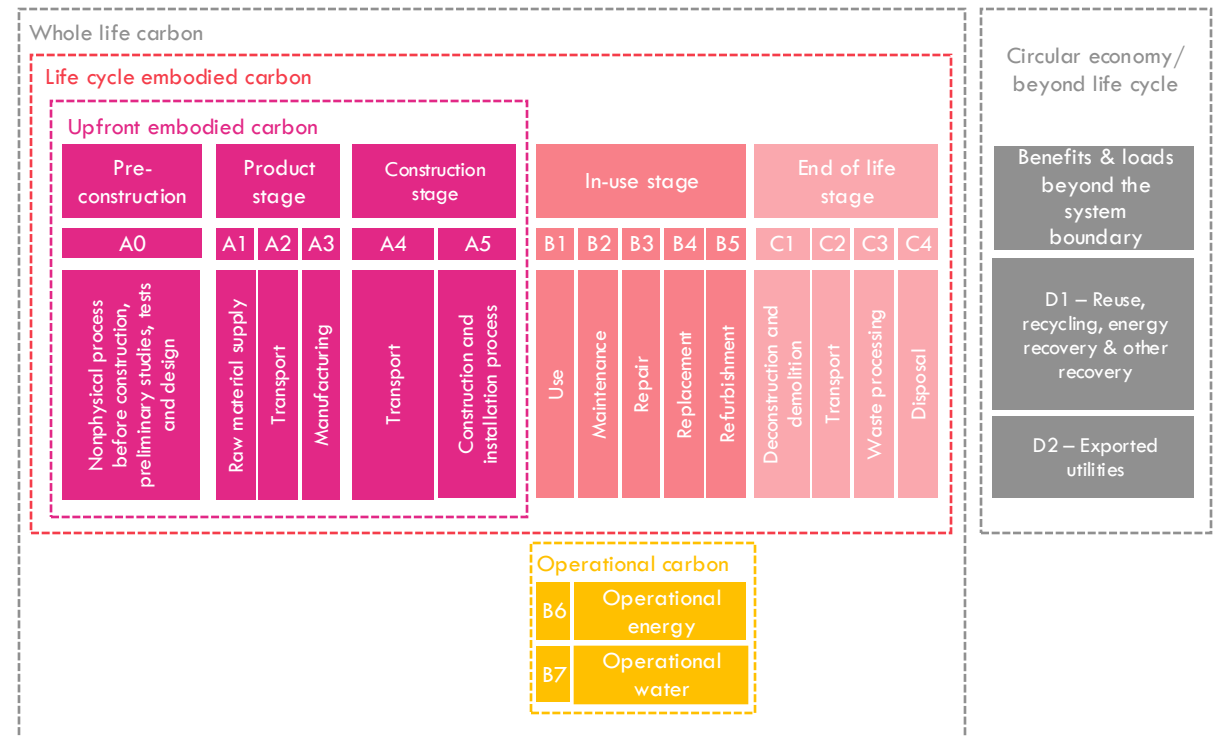 Whole life carbon
Life cycle embodied carbon
Upfront embodied carbon
Pre-
construction
Product
stage
Construction
stage
In-use stage
End of life
stage
A0
A1
A2
A3
A4
A5
B1
B2
B3
B4
B5
C1
C2
C3
C4
Nonphysical process
before construction,
preliminary studies, tests
and design
Raw material supply
Transport
Manufacturing
Transport
Construction and
installation process
Use
Maintenance
Repair
Replacement
Refurbishment
Deconstruction and
demolition
Transport
Waste processing
Disposal
Operational carbon
B6
Operational
energy
B7
Operational
water
Circular economy/
beyond life cycle
Benefits & loads
beyond the
system
boundary
D1 – Reuse,
recycling, energy
recovery & other
recovery
D2 – Exported
utilities